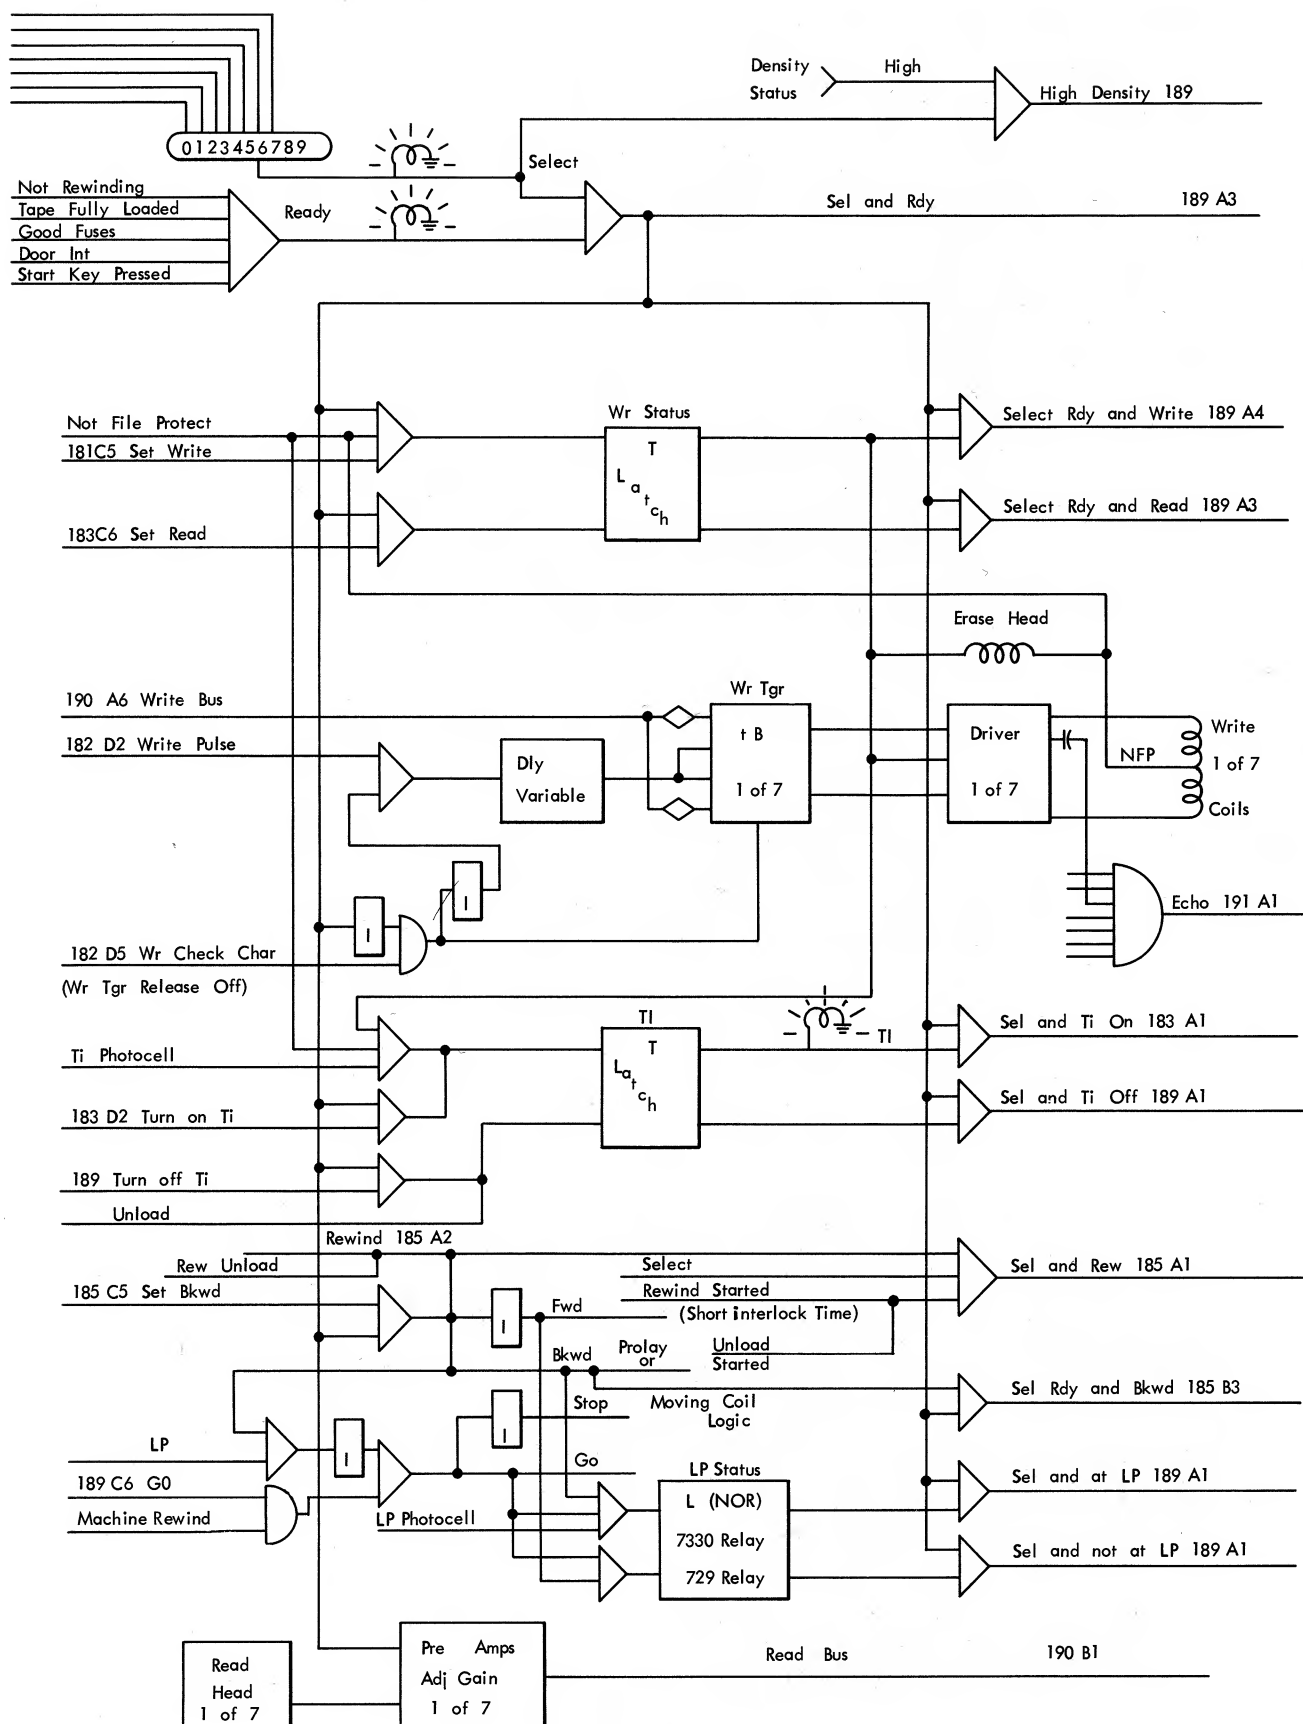 Density
Status
High
High Density 189
0123456789
Select
Not Rewinding
Tape Fully Loaded
Good Fuses
Door Int
Start Key Pressed
Ready
Sel and Rdy 189 A3
Not File Protect
181C5 Set Write
183C6 Set Read
Wr Status
T
Latch
Select Rdy and Write 189 A4
Select Rdy and Read 189 A3
Erase Head
190 A6 Write Bus
182 D2 Write Pulse
Dly
Variable
Wr Tgr
t B
1 of 7
Driver
1 of 7
NFP
Write
1 of 7
Coils
I
I
Echo 191 A1
182 D5 Wr Check Char
(Wr Tgr Release Off)
Ti Photocell
183 D2 Turn on Ti
189 Turn off Ti
Unload
TI
T
Latch
TI
Sel and Ti On 183 A1
Sel and Ti Off 189 A1
Rewind 185 A2
Rew Unload
185 C5 Set Bkwd
I
Fwd
Select
Rewind Started
(Short interlock Time)
Unload
Started
Sel and Rew 185 A1
Bkwd
Prolay
or
Moving Coil
Logic
Sel Rdy and Bkwd 185 B3
I
Stop
LP
I
189 C6 G0
Machine Rewind
Go
LP Photocell
LP Status
L (NOR)
7330 Relay
729 Relay
Sel and at LP 189 A1
Sel and not at LP 189 A1
Read
Head
1 of 7
Pre Amps
Adj Gain
1 of 7
Read Bus 190 B1